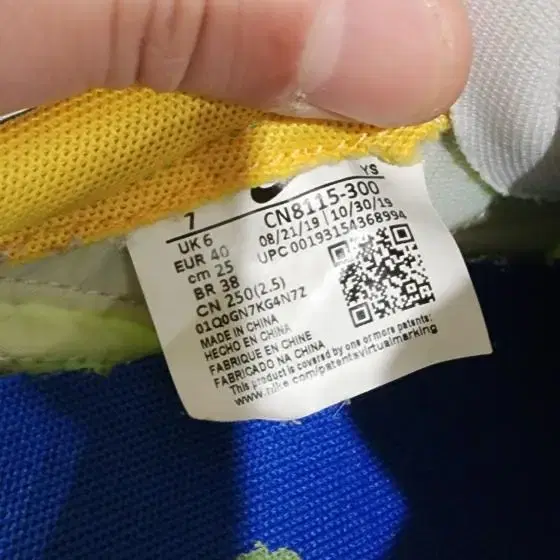 7 YS
UK 6 CN8115-300
EUR 40 08/21/19 | 10/30/19
cm 25 UPC 00193154368994
BR 38
CN 250(2.5)
01Q0GN7KG4N7Z
MADE IN CHINA
HECHO EN CHINA
FABRIQUE EN CHINE
FABRICADO NA CHINA
This product is covered by one or more patents:
www.nike.com/patentsvirtualmarking